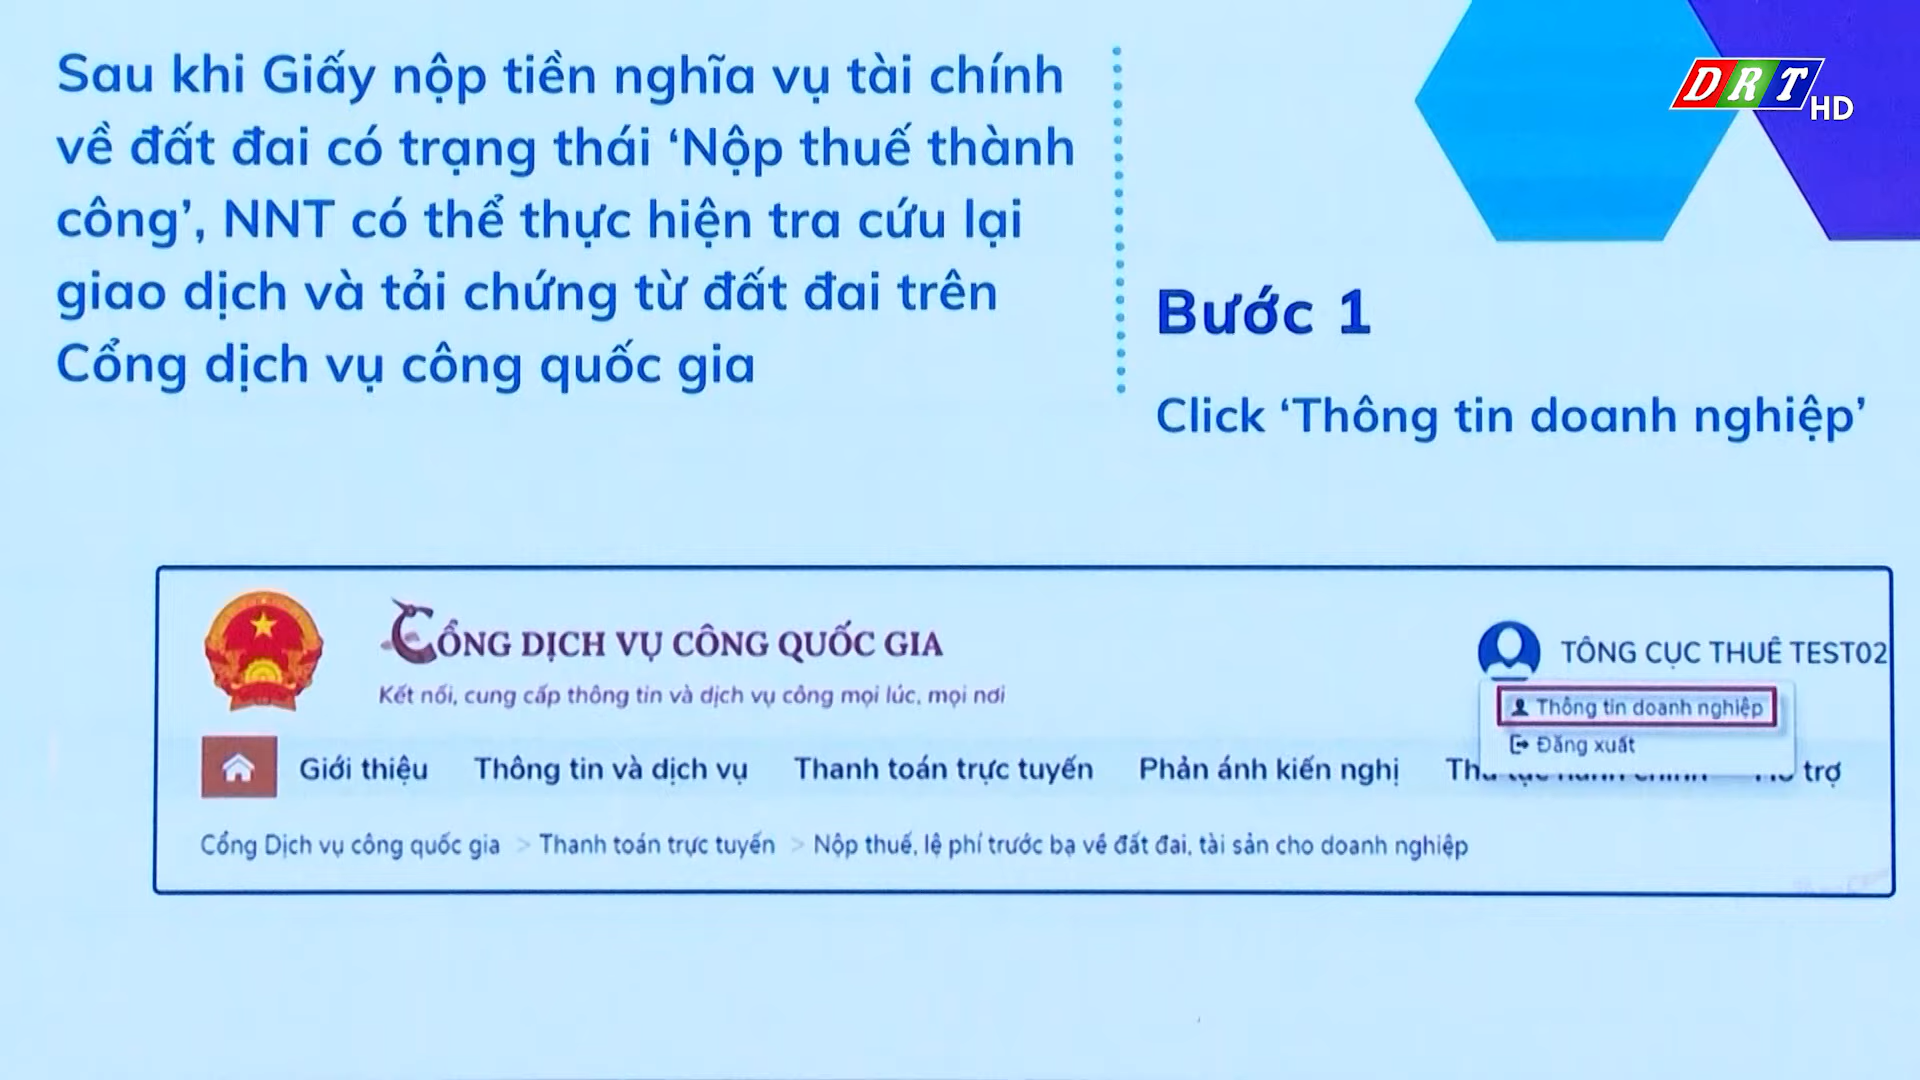 Sau khi Giấy nộp tiền nghĩa vụ tài chính
về đất đai có trạng thái ‘Nộp thuế thành
công’, NNT có thể thực hiện tra cứu lại
giao dịch và tải chứng từ đất đai trên
Cổng dịch vụ công quốc gia
DRT HD
Bước 1
Click ‘Thông tin doanh nghiệp’
CỔNG DỊCH VỤ CÔNG QUỐC GIA
Kết nối, cung cấp thông tin và dịch vụ công mọi lúc, mọi nơi
TỔNG CỤC THUẾ TEST02
Thông tin doanh nghiệp
Đăng xuất
Giới thiệu Thông tin và dịch vụ Thanh toán trực tuyến Phản ánh kiến nghị trợ
Cổng Dịch vụ công quốc gia > Thanh toán trực tuyến > Nộp thuế, lệ phí trước bạ về đất đai, tài sản cho doanh nghiệp